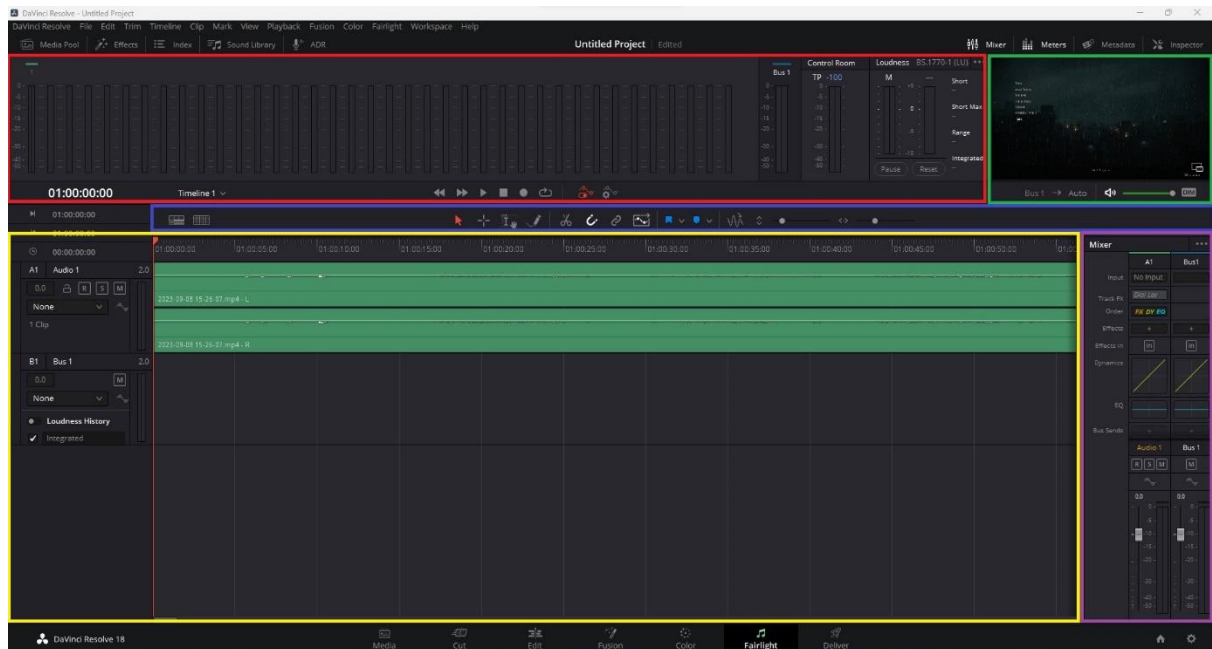 DaVinci Resolve - Untitled Project
DaVinci Resolve File Edit Trim Timeline Clip Mark View Playback Fusion Color Fairlight Workspace Help
Media Pool Effects Index Sound Library ADR Untitled Project Edited Mixer Meters Metadata Inspector
1 Bus 1 Control Room Loudness BS.1770-1 (LU)
TP -100 M Short
Short Max
Range
Integrated
Pause Reset
01:00:00:00 Timeline 1
Bus 1 → Auto DIM
01:00:00:00
00:00:00:00
01:00:00:00 01:00:05:00 01:00:10:00 01:00:15:00 01:00:20:00 01:00:25:00 01:00:30:00 01:00:35:00 01:00:40:00 01:00:45:00 01:00:50:00
A1 Audio 1 2.0
0.0 R S M
None
1 Clip
2023-09-08 15-26-07.mp4 - L
2023-09-08 15-26-07.mp4 - R
B1 Bus 1 2.0
0.0 M
None
Loudness History
Integrated
Mixer
A1 Bus1
Input No Input
Track FX
Order FX DY EQ
Effects + +
Effects In
Dynamics
EQ
Bus Sends + +
Audio 1 Bus 1
R S M M
0.0 0.0
DaVinci Resolve 18
Media Cut Edit Fusion Color Fairlight Deliver